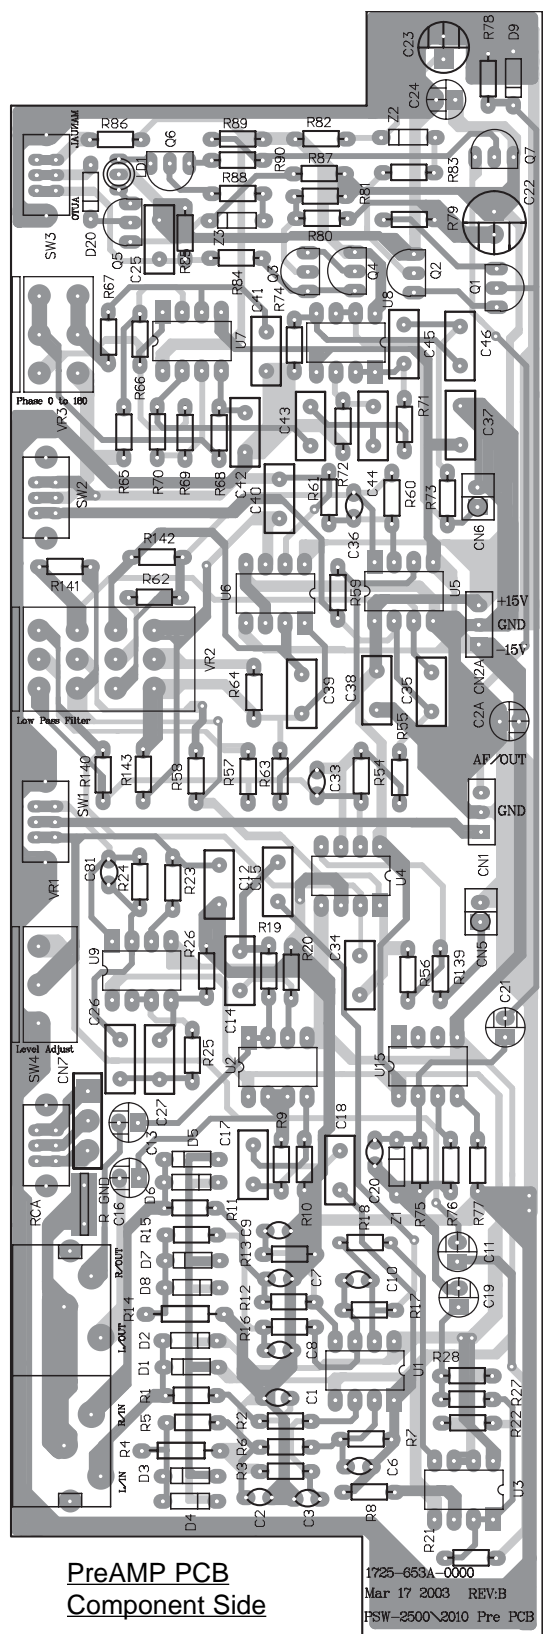 C23
R78
D9
C24
MANUAL
R86
Q6
R89
R82
Z2
R90
R87
Q7
D1
R88
R81
R83
AUTO
C22
SW3
D20
Q5
C25
Z3
R80
R79
R84
Q3
Q4
Q2
Q1
R67
R74
C41
U8
U7
C45
C46
R66
Phase 0 to 180
VR3
R65
R70
R69
R68
C42
C43
R72
C44
R71
C37
SW2
C40
R61
C36
R60
R73
CN6
R142
R141
R62
U6
R59
U5
+15V
GND
-15V
VR2
R64
C39
C38
C35
CN2A
Low Pass Filter
R55
C2A
R140
R143
R58
R57
R63
C33
R54
AF/OUT
SW1
GND
CN1
VR1
C81
R24
R23
C12
C15
U4
CN5
U9
R26
R19
R20
C34
R56
R139
C21
C26
C14
Level Adjust
SW4
CN7
R25
U2
U15
C27
C13
D5
C17
R9
C18
RCA
R GND
C16
D6
R11
R10
C20
Z1
R75
R76
R77
R15
C9
R18
R13
R/OUT
D7
C7
C10
C11
D8
R12
C19
R14
R17
L/OUT
D2
R16
C8
D1
R28
U1
R/IN
R1
C1
R5
R2
R22
R27
R4
R6
R7
L/IN
D3
R3
C6
U3
D4
C2
C3
R8
R21
PreAMP PCB
Component Side
1725-653A-0000
Mar 17 2003 REV:B
PSW-2500\2010 Pre PCB